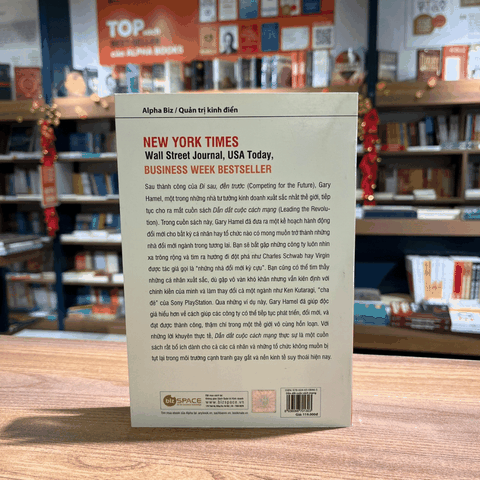 TOP
của ALPHA BOOKS
Alpha Biz / Quản trị kinh điển
NEW YORK TIMES
Wall Street Journal, USA Today,
BUSINESS WEEK BESTSELLER
Sau thành công của Đi sau, đến trước (Competing for the Future), Gary
Hamel, một trong những nhà tư tưởng kinh doanh xuất sắc nhất thế giới, tiếp
tục cho ra mắt cuốn sách Dẫn dắt cuộc cách mạng (Leading the Revolu-
tion). Trong cuốn sách này, Gary Hamel đã đưa ra một kế hoạch hành động
đổi mới cho bất kỳ cá nhân hay tổ chức nào có mong muốn trở thành những
nhà đổi mới ngành trong tương lai. Bạn sẽ bắt gặp những công ty luôn nhìn
xa trông rộng và tìm ra hướng đi đột phá như Charles Schwab hay Virgin
được tác giả gọi là "những nhà đổi mới kỳ cựu". Bạn cũng có thể tìm thấy
những cá nhân xuất sắc, dù gặp vô vàn khó khăn nhưng vẫn kiên định với
chính kiến của mình và làm thay đổi cả một ngành như Ken Kutaragi, "cha
đẻ" của Sony PlayStation. Qua những ví dụ này, Gary Hamel đã giúp độc
giả hiểu hơn về cách giúp các công ty có thể tiếp tục phát triển, đổi mới, và
đạt được thành công, thậm chí trong một thế giới vô cùng hỗn loạn. Với
những lời khuyên thực tế, Dẫn dắt cuộc cách mạng thực sự là một cuốn
sách rất bổ ích dành cho cả các cá nhân và những tổ chức không muốn bị
tụt lại trong môi trường cạnh tranh gay gắt và nền kinh tế suy thoái hiện nay.
biz SPACE
www.bizspace.vn